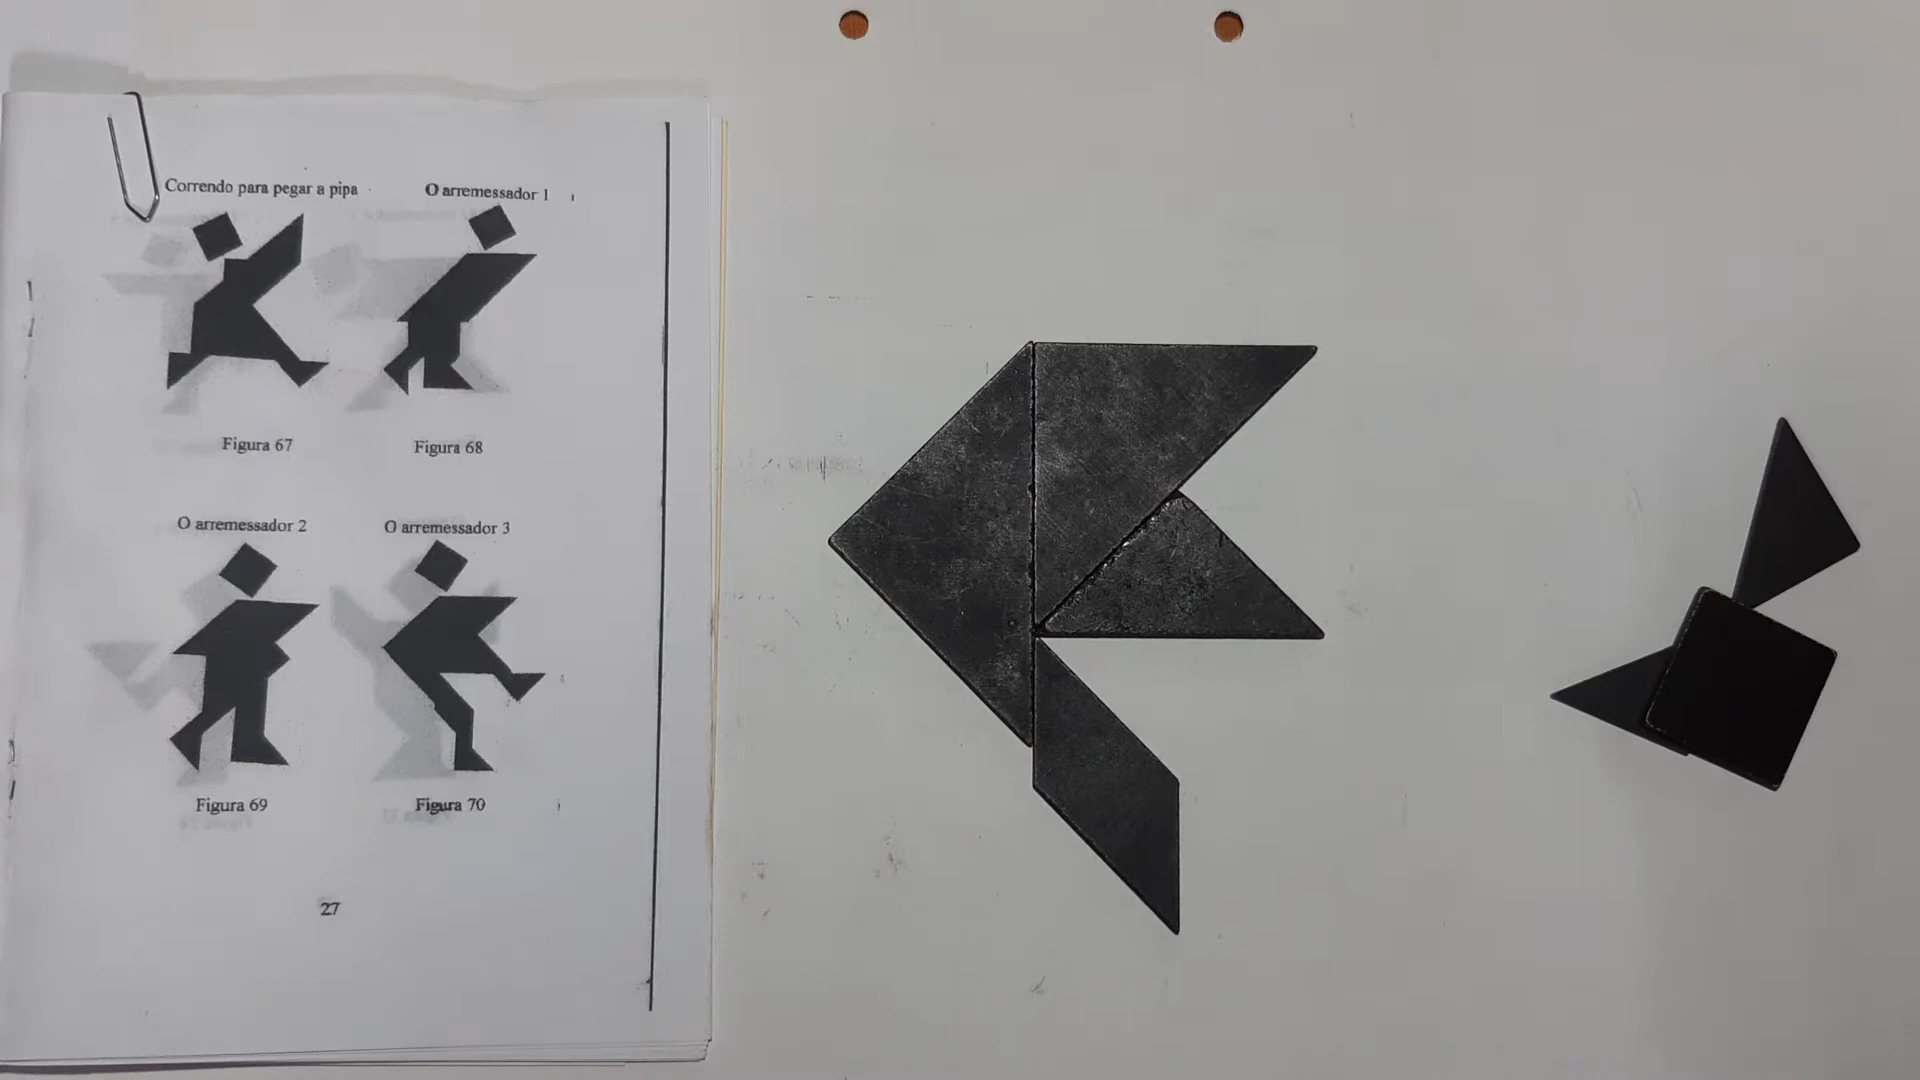 Correndo para pegar a pipa
O arremessador 1
Figura 67
Figura 68
O arremessador 2
O arremessador 3
Figura 69
Figura 70
27